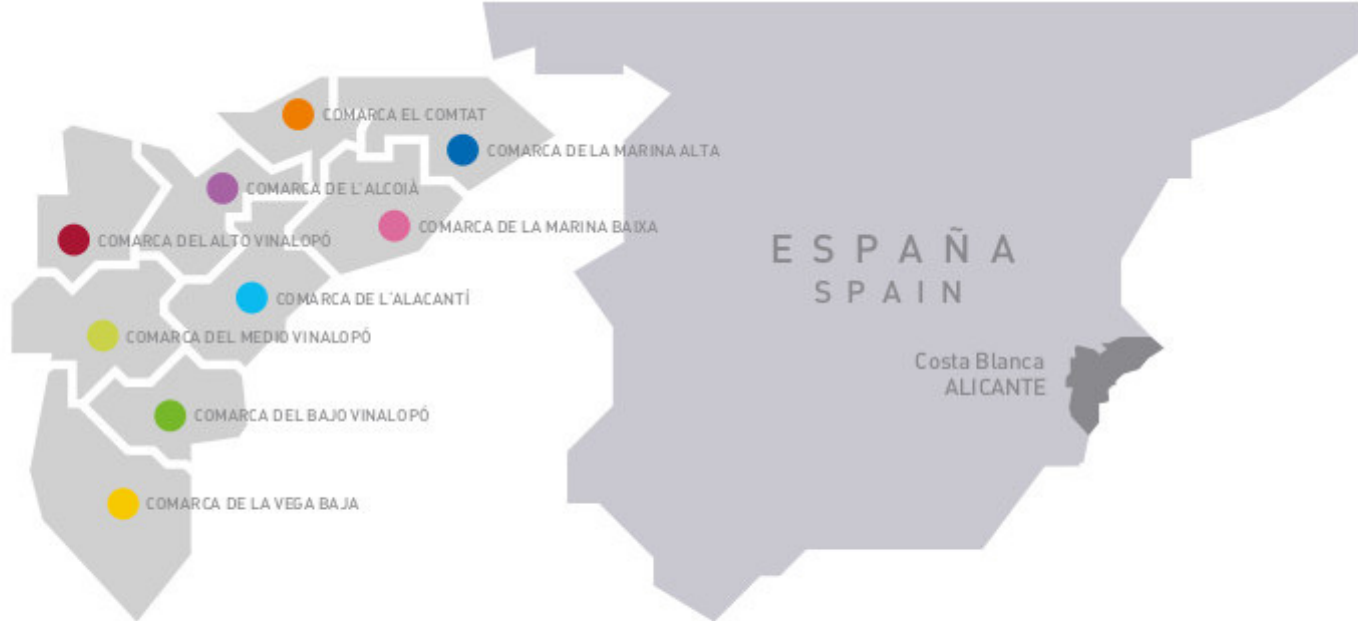 COMARCA EL COMTAT
COMARCA DE LA MARINA ALTA
COMARCA DE L'ALCOIÀ
COMARCA DE LA MARINA BAIXA
COMARCA DEL ALTO VINALOPÓ
COMARCA DE L'ALACANTÍ
COMARCA DEL MEDIO VINALOPÓ
COMARCA DEL BAJO VINALOPÓ
COMARCA DE LA VEGA BAJA
ESPAÑA
SPAIN
Costa Blanca
ALICANTE